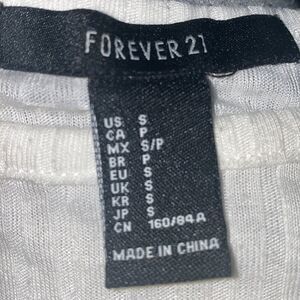 FOREVER 21
US S
CA P
MX S/P
BR P
EU S
UK S
KR S
JP S
CN 160/84A
MADE IN CHINA